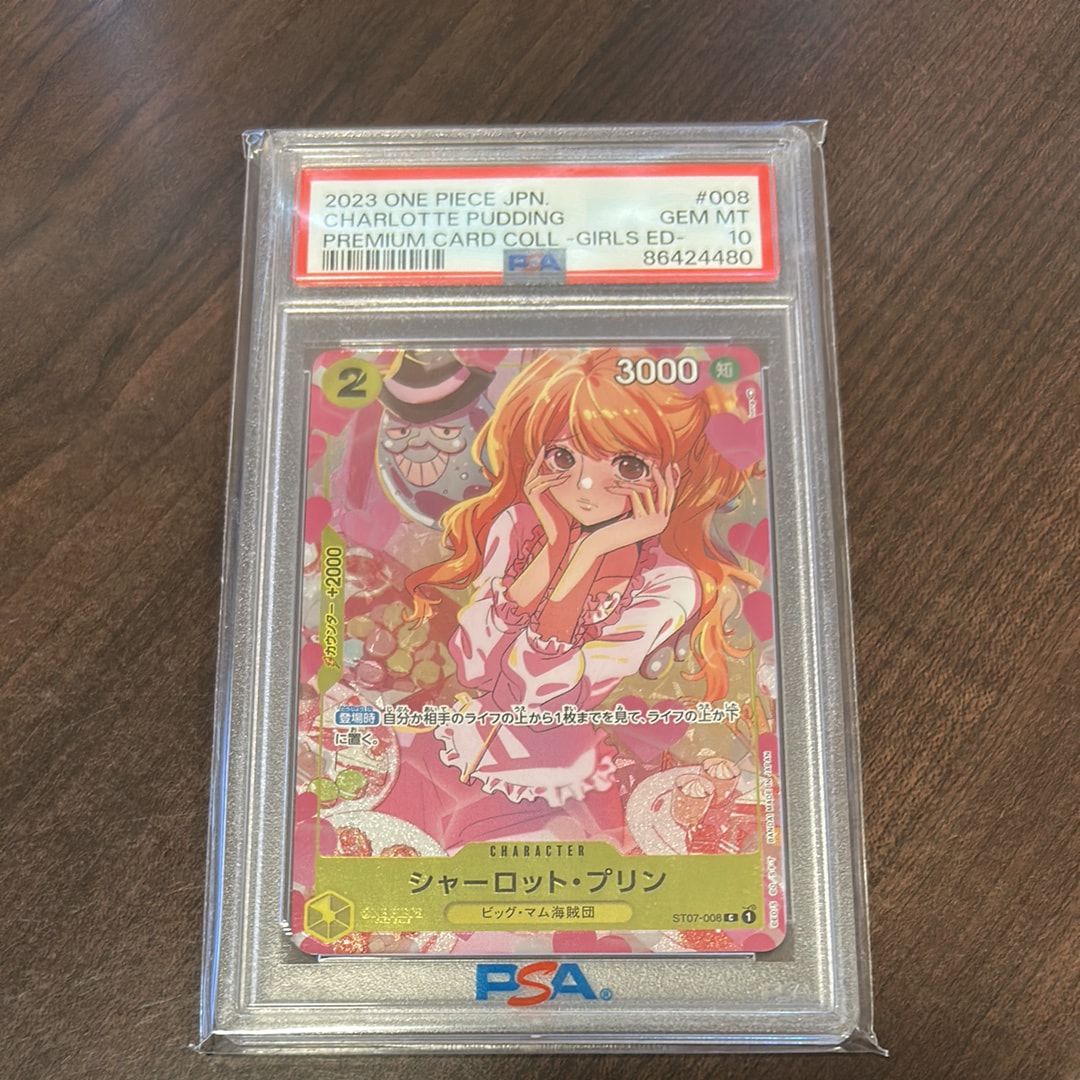 2023 ONE PIECE JPN. #008
CHARLOTTE PUDDING GEM MT
PREMIUM CARD COLL -GIRLS ED- 10
PSA 86424480
2 3000 知
カウンター +2000
登場時 自分か相手のライフの上から1枚までを見て、ライフの上か下
に置く。
BANDAI MADE IN JAPAN
CHARACTER
シャーロット・プリン
ビッグ・マム海賊団
ST07-008 C 1
PSA®